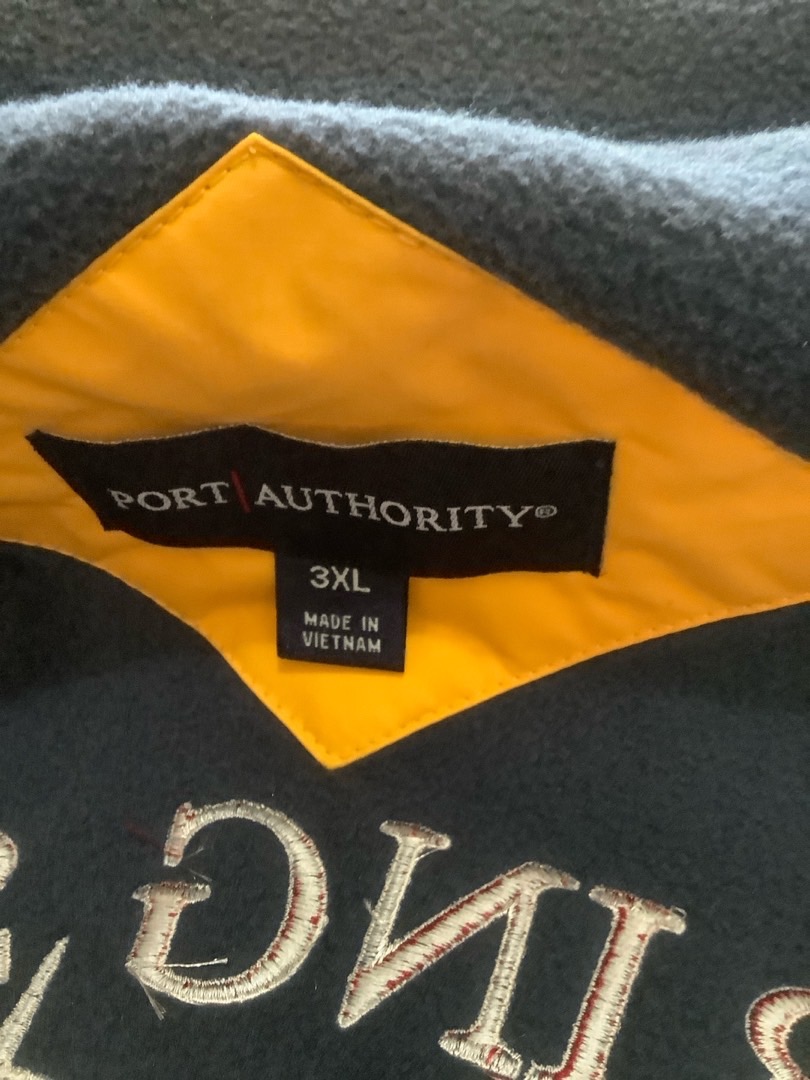 PORT | AUTHORITY®
3XL
MADE IN
VIETNAM